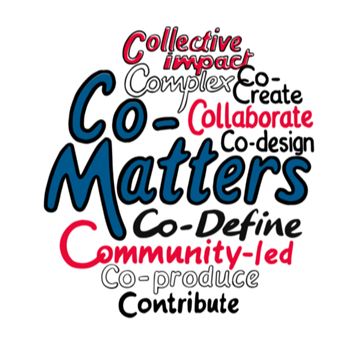 Collective
impact
Complex
Co-
Create
Collaborate
Co-design
Co-
Matters
Co-Define
Community-led
Co-produce
Contribute